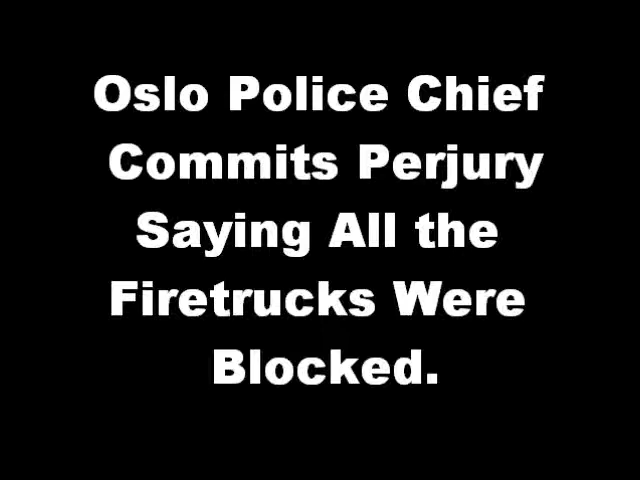 Oslo Police Chief
Commits Perjury
Saying All the
Firetrucks Were
Blocked.